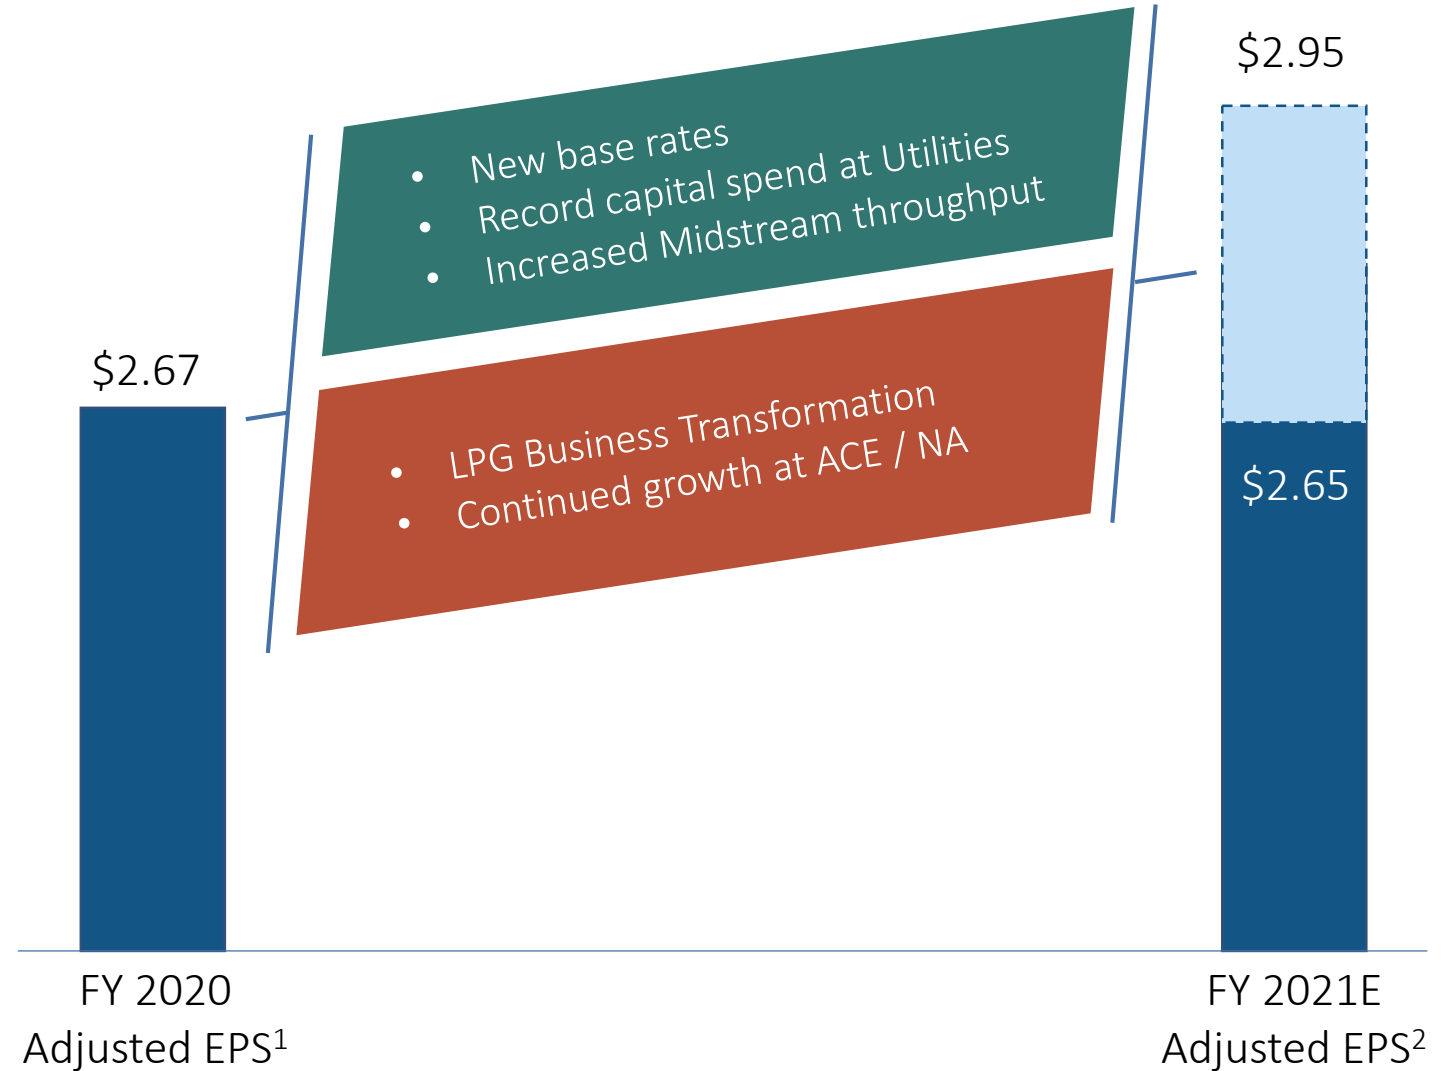 $2.67
FY 2020
Adjusted EPS¹
• New base rates
• Record capital spend at Utilities
• Increased Midstream throughput
• LPG Business Transformation
• Continued growth at ACE / NA
$2.95
$2.65
FY 2021E
Adjusted EPS²